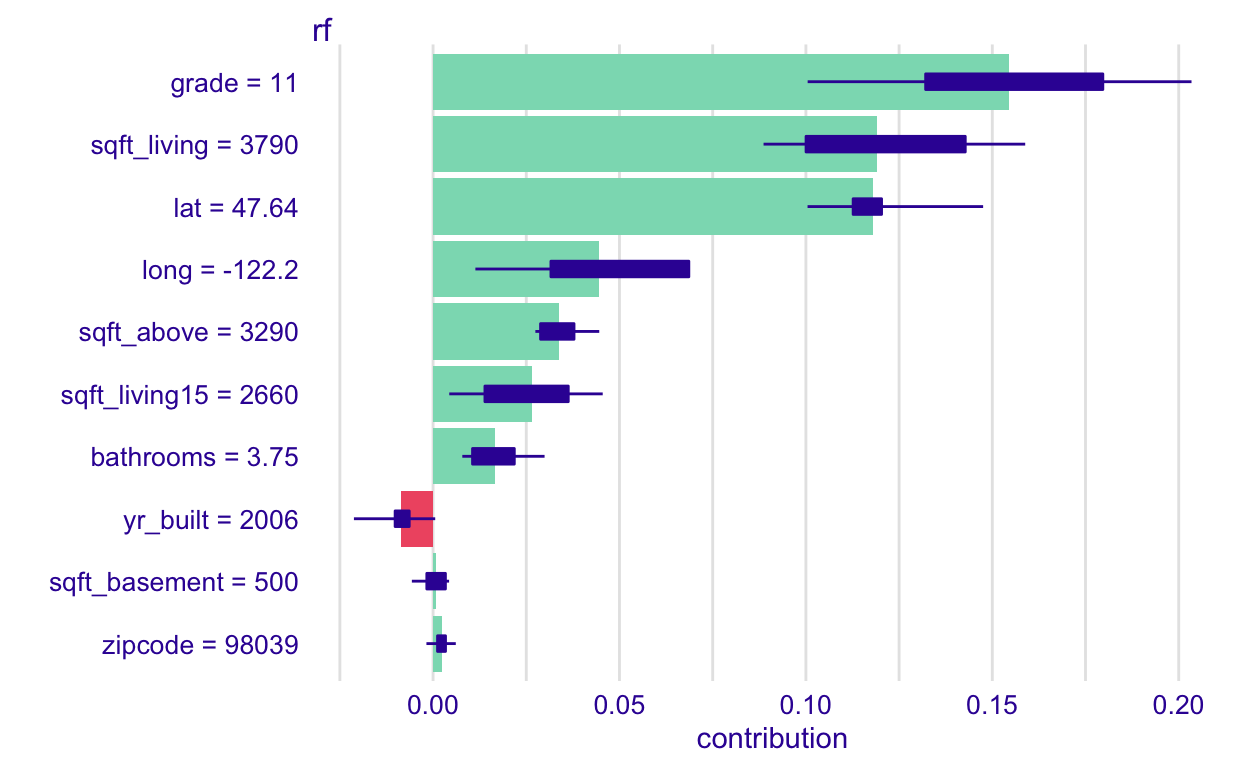 rf
grade = 11
sqft_living = 3790
lat = 47.64
long = -122.2
sqft_above = 3290
sqft_living15 = 2660
bathrooms = 3.75
yr_built = 2006
sqft_basement = 500
zipcode = 98039
0.00 0.05 0.10 0.15 0.20
contribution